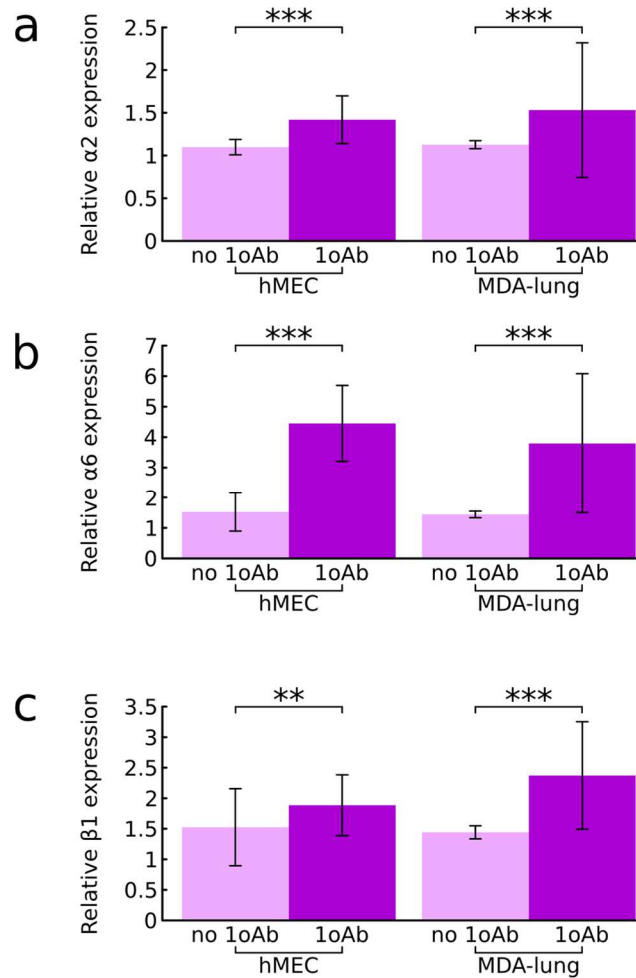 a
Relative α2 expression
2.5
2
1.5
1
0.5
0
*** ***
no 1oAb 1oAb no 1oAb 1oAb
hMEC MDA-lung
b
Relative α6 expression
7
6
5
4
3
2
1
0
*** ***
no 1oAb 1oAb no 1oAb 1oAb
hMEC MDA-lung
c
Relative β1 expression
3.5
3
2.5
2
1.5
1
0.5
0
** ***
no 1oAb 1oAb no 1oAb 1oAb
hMEC MDA-lung